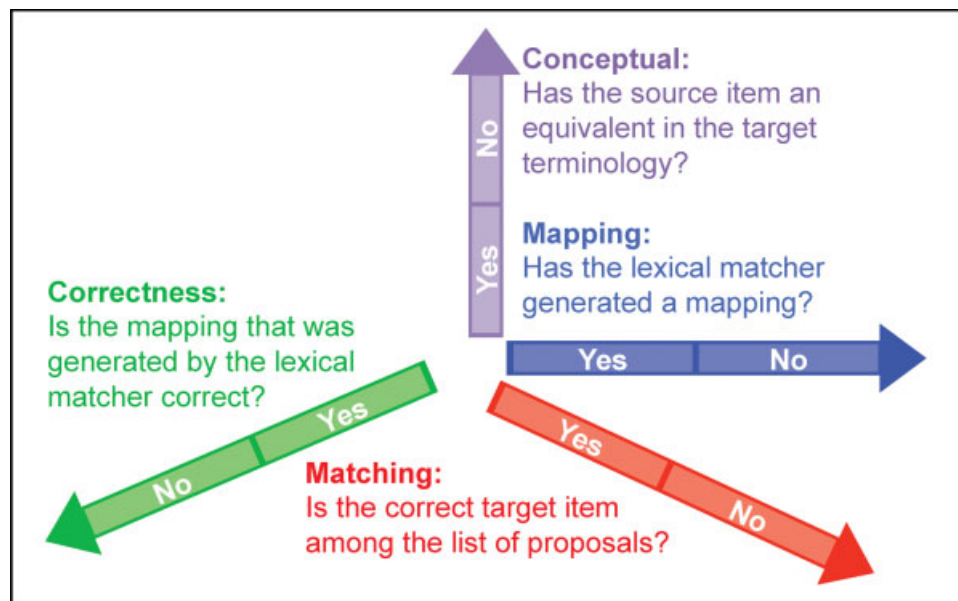 Conceptual:
Has the source item an
equivalent in the target
terminology?
No
Yes
Mapping:
Has the lexical matcher
generated a mapping?
Yes
No
Correctness:
Is the mapping that was
generated by the lexical
matcher correct?
Yes
No
Matching:
Is the correct target item
among the list of proposals?
Yes
No